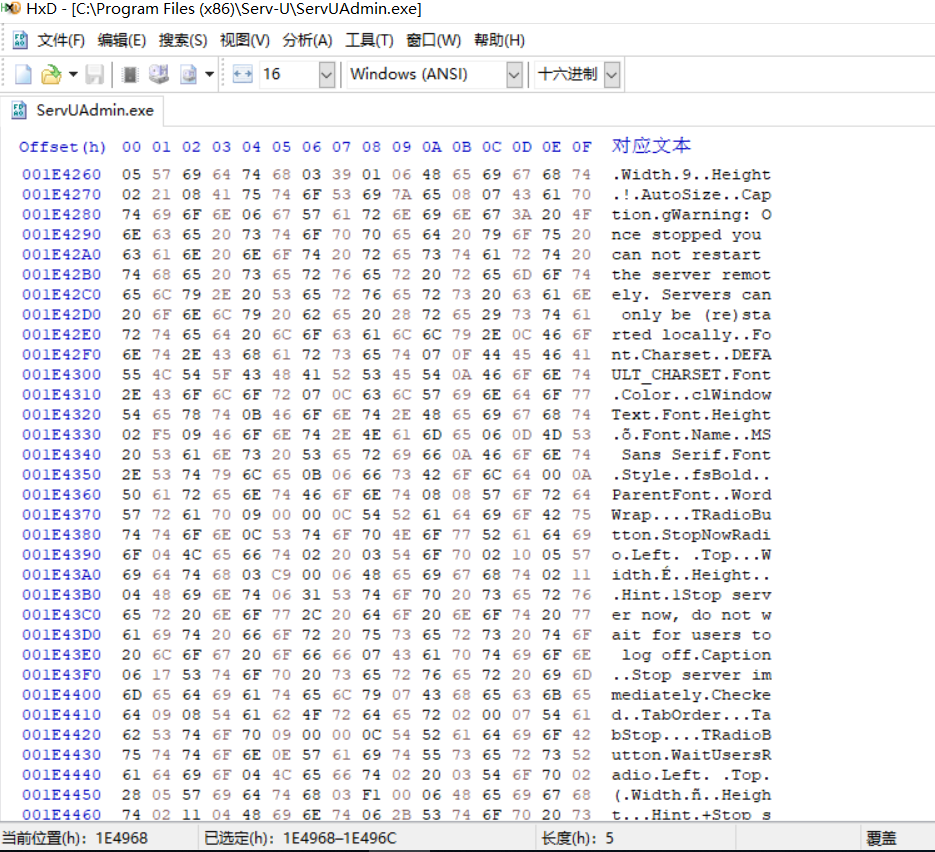 HxD - [C:\Program Files (x86)\Serv-U\ServUAdmin.exe]
文件(F) 编辑(E) 搜索(S) 视图(V) 分析(A) 工具(T) 窗口(W) 帮助(H)
16 Windows (ANSI) 十六进制
ServUAdmin.exe
Offset(h) 00 01 02 03 04 05 06 07 08 09 0A 0B 0C 0D 0E 0F 对应文本
001E4260 05 57 69 64 74 68 03 39 01 06 48 65 69 67 68 74 .Width.9..Height
001E4270 02 21 08 41 75 74 6F 53 69 7A 65 08 07 43 61 70 .!.AutoSize..Cap
001E4280 74 69 6F 6E 06 67 57 61 72 6E 69 6E 67 3A 20 4F tion.gWarning: O
001E4290 6E 63 65 20 73 74 6F 70 70 65 64 20 79 6F 75 20 nce stopped you
001E42A0 63 61 6E 20 6E 6F 74 20 72 65 73 74 61 72 74 20 can not restart
001E42B0 74 68 65 20 73 65 72 76 65 72 20 72 65 6D 6F 74 the server remot
001E42C0 65 6C 79 2E 20 53 65 72 76 65 72 73 20 63 61 6E ely. Servers can
001E42D0 20 6F 6E 6C 79 20 62 65 20 28 72 65 29 73 74 61 only be (re)sta
001E42E0 72 74 65 64 20 6C 6F 63 61 6C 6C 79 2E 0C 46 6F rted locally..Fo
001E42F0 6E 74 2E 43 68 61 72 73 65 74 07 0F 44 45 46 41 nt.Charset..DEFA
001E4300 55 4C 54 5F 43 48 41 52 53 45 54 0A 46 6F 6E 74 ULT_CHARSET.Font
001E4310 2E 43 6F 6C 6F 72 07 0C 63 6C 57 69 6E 64 6F 77 .Color..clWindow
001E4320 54 65 78 74 0B 46 6F 6E 74 2E 48 65 69 67 68 74 Text.Font.Height
001E4330 02 F5 09 46 6F 6E 74 2E 4E 61 6D 65 06 0D 4D 53 .õ.Font.Name..MS
001E4340 20 53 61 6E 73 20 53 65 72 69 66 0A 46 6F 6E 74 Sans Serif.Font
001E4350 2E 53 74 79 6C 65 0B 06 66 73 42 6F 6C 64 00 0A .Style..fsBold..
001E4360 50 61 72 65 6E 74 46 6F 6E 74 08 08 57 6F 72 64 ParentFont..Word
001E4370 57 72 61 70 09 00 00 0C 54 52 61 64 69 6F 42 75 Wrap....TRadioBu
001E4380 74 74 6F 6E 0C 53 74 6F 70 4E 6F 77 52 61 64 69 tton.StopNowRadi
001E4390 6F 04 4C 65 66 74 02 20 03 54 6F 70 02 10 05 57 o.Left. .Top...W
001E43A0 69 64 74 68 03 C9 00 06 48 65 69 67 68 74 02 11 idth.É..Height..
001E43B0 04 48 69 6E 74 06 31 53 74 6F 70 20 73 65 72 76 .Hint.1Stop serv
001E43C0 65 72 20 6E 6F 77 2C 20 64 6F 20 6E 6F 74 20 77 er now, do not w
001E43D0 61 69 74 20 66 6F 72 20 75 73 65 72 73 20 74 6F ait for users to
001E43E0 20 6C 6F 67 20 6F 66 66 07 43 61 70 74 69 6F 6E log off.Caption
001E43F0 06 17 53 74 6F 70 20 73 65 72 76 65 72 20 69 6D ..Stop server im
001E4400 6D 65 64 69 61 74 65 6C 79 07 43 68 65 63 6B 65 mediately.Checke
001E4410 64 09 08 54 61 62 4F 72 64 65 72 02 00 07 54 61 d..TabOrder...Ta
001E4420 62 53 74 6F 70 09 00 00 0C 54 52 61 64 69 6F 42 bStop....TRadioB
001E4430 75 74 74 6F 6E 0E 57 61 69 74 55 73 65 72 73 52 utton.WaitUsersR
001E4440 61 64 69 6F 04 4C 65 66 74 02 20 03 54 6F 70 02 adio.Left. .Top.
001E4450 28 05 57 69 64 74 68 03 F1 00 06 48 65 69 67 68 (.Width.ñ..Heigh
001E4460 74 02 11 04 48 69 6E 74 06 2B 53 74 6F 70 20 73 t...Hint.+Stop s
当前位置(h): 1E4968 已选定(h): 1E4968-1E496C 长度(h): 5 覆盖